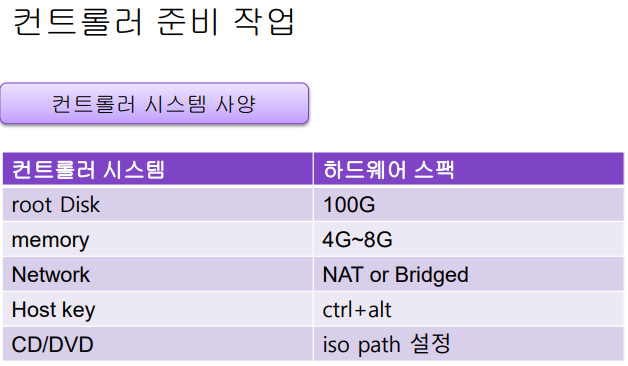 컨트롤러 준비 작업
컨트롤러 시스템 사양
컨트롤러 시스템 하드웨어 스팩
root Disk 100G
memory 4G~8G
Network NAT or Bridged
Host key ctrl+alt
CD/DVD iso path 설정